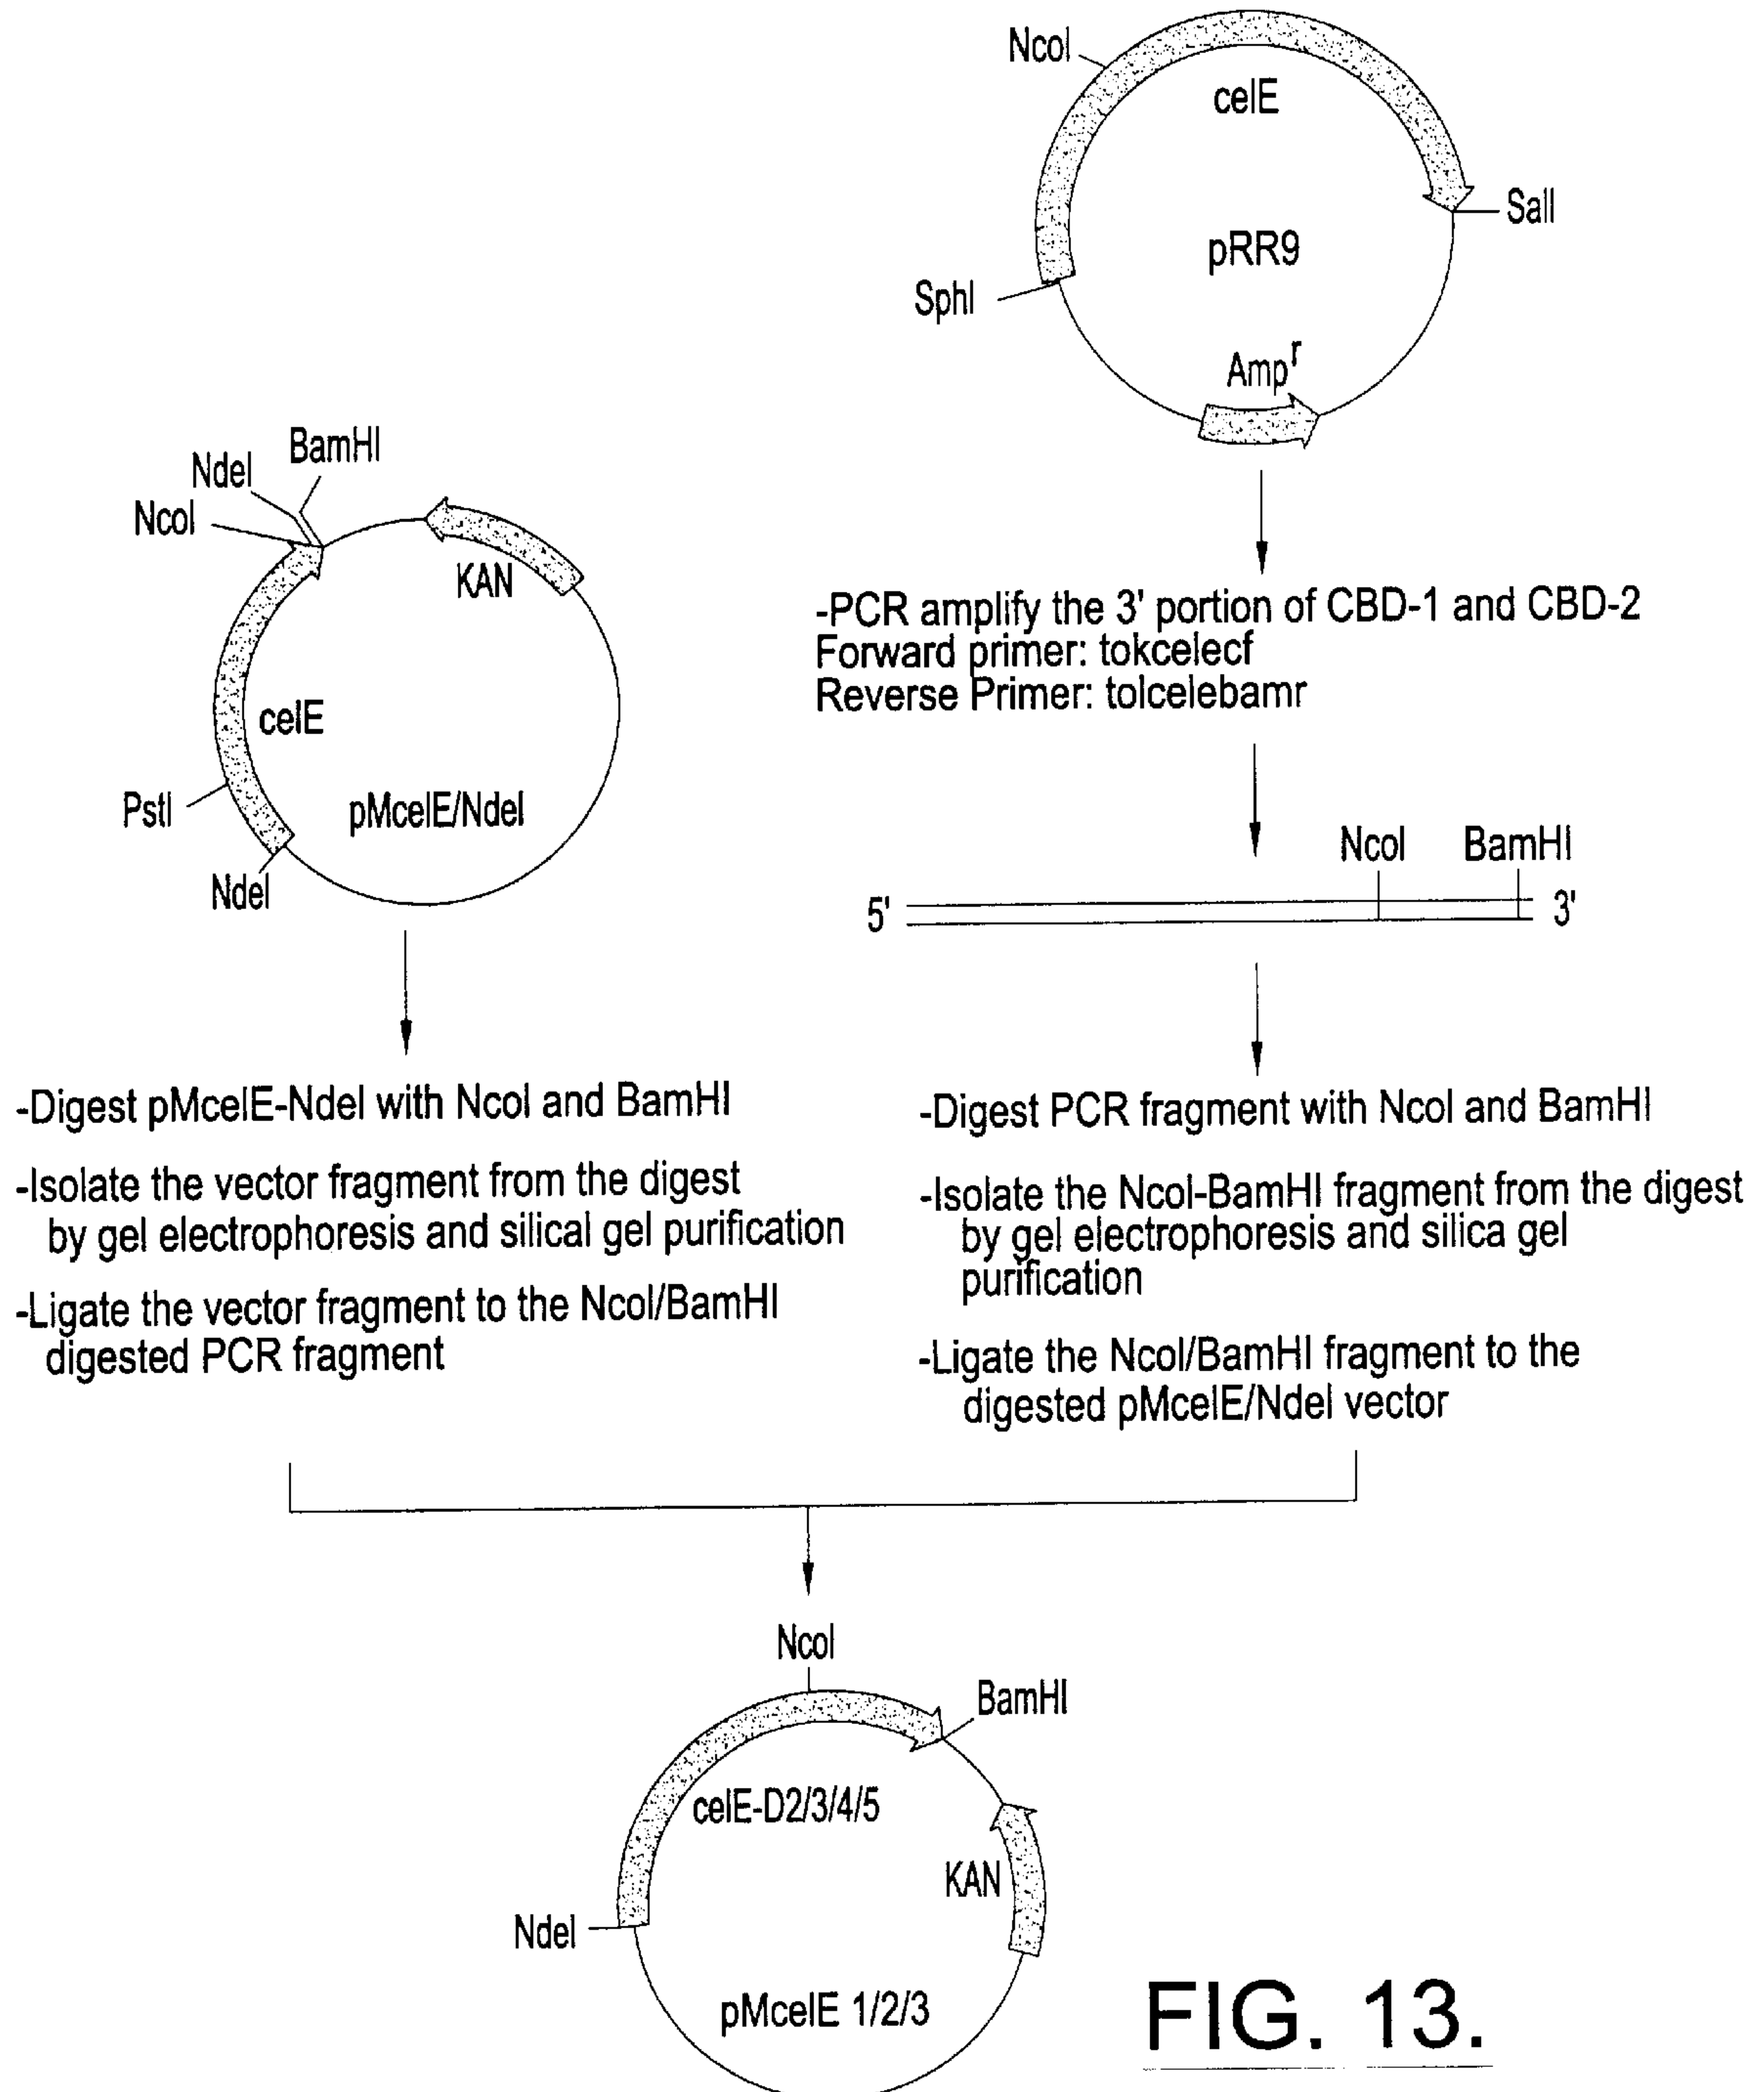 NcoI
celE
SalI
pRR9
SphI
Amp^r
BamHI
NdeI
NcoI
KAN
celE
PstI
pMcelE/NdeI
NdeI
-PCR amplify the 3' portion of CBD-1 and CBD-2
Forward primer: tokcelecf
Reverse Primer: tolcelebamr
NcoI BamHI
5' 3'
-Digest pMcelE-NdeI with NcoI and BamHI
-Isolate the vector fragment from the digest
by gel electrophoresis and silical gel purification
-Ligate the vector fragment to the NcoI/BamHI
digested PCR fragment
-Digest PCR fragment with NcoI and BamHI
-Isolate the NcoI-BamHI fragment from the digest
by gel electrophoresis and silica gel
purification
-Ligate the NcoI/BamHI fragment to the
digested pMcelE/NdeI vector
NcoI
BamHI
celE-D2/3/4/5
KAN
NdeI
pMcelE 1/2/3
FIG. 13.